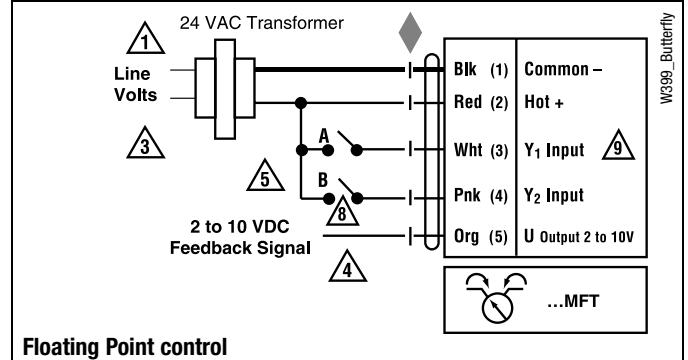 24 VAC Transformer
1
Line
Volts
3
Blk (1) Common –
Red (2) Hot +
A
Wht (3) Y1 Input 9
5
B
Pnk (4) Y2 Input
8
2 to 10 VDC
Feedback Signal
Org (5) U Output 2 to 10V
4
...MFT
Floating Point control
W399_Butterfly